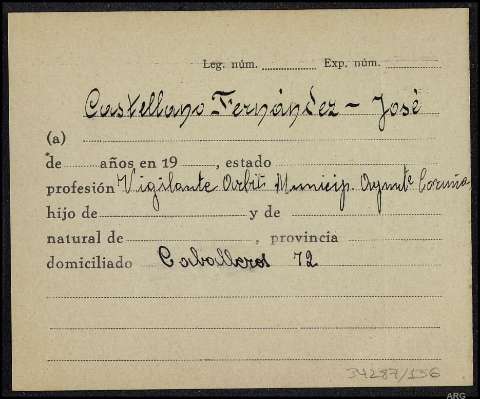 Leg. núm. Exp. núm.
Castellano Fernández - José
(a)
de años en 19 , estado
profesión Vigilante Arbit Municip. Ayunt° Coruña
hijo de y de
natural de , provincia
domiciliado Caballeros 72
34287/156
ARG